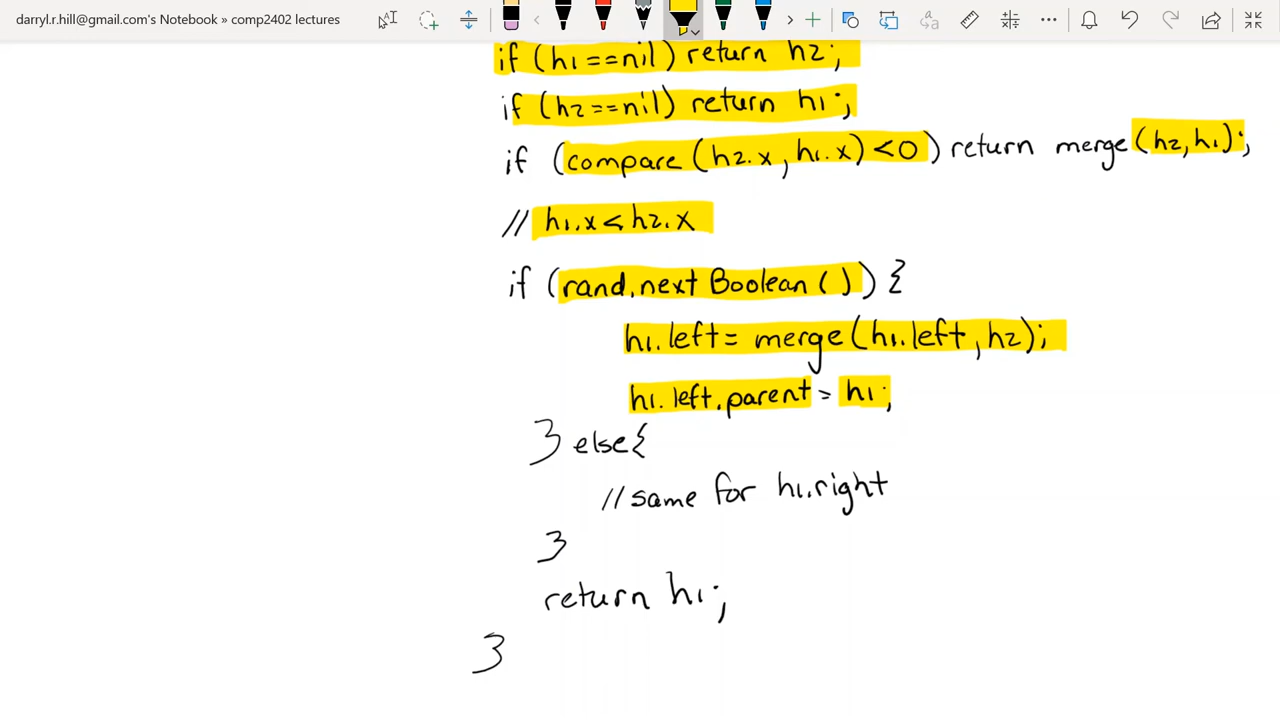 darryl.r.hill@gmail.com's Notebook » comp2402 lectures
if (h1==nil) return h2;
if (h2==nil) return h1;
if (compare(h2.x, h1.x)<0) return merge(h2,h1);
// h1.x < h2.x
if (rand.nextBoolean()) {
h1.left = merge(h1.left, h2);
h1.left.parent = h1;
} else {
// same for h1.right
}
return h1;
}